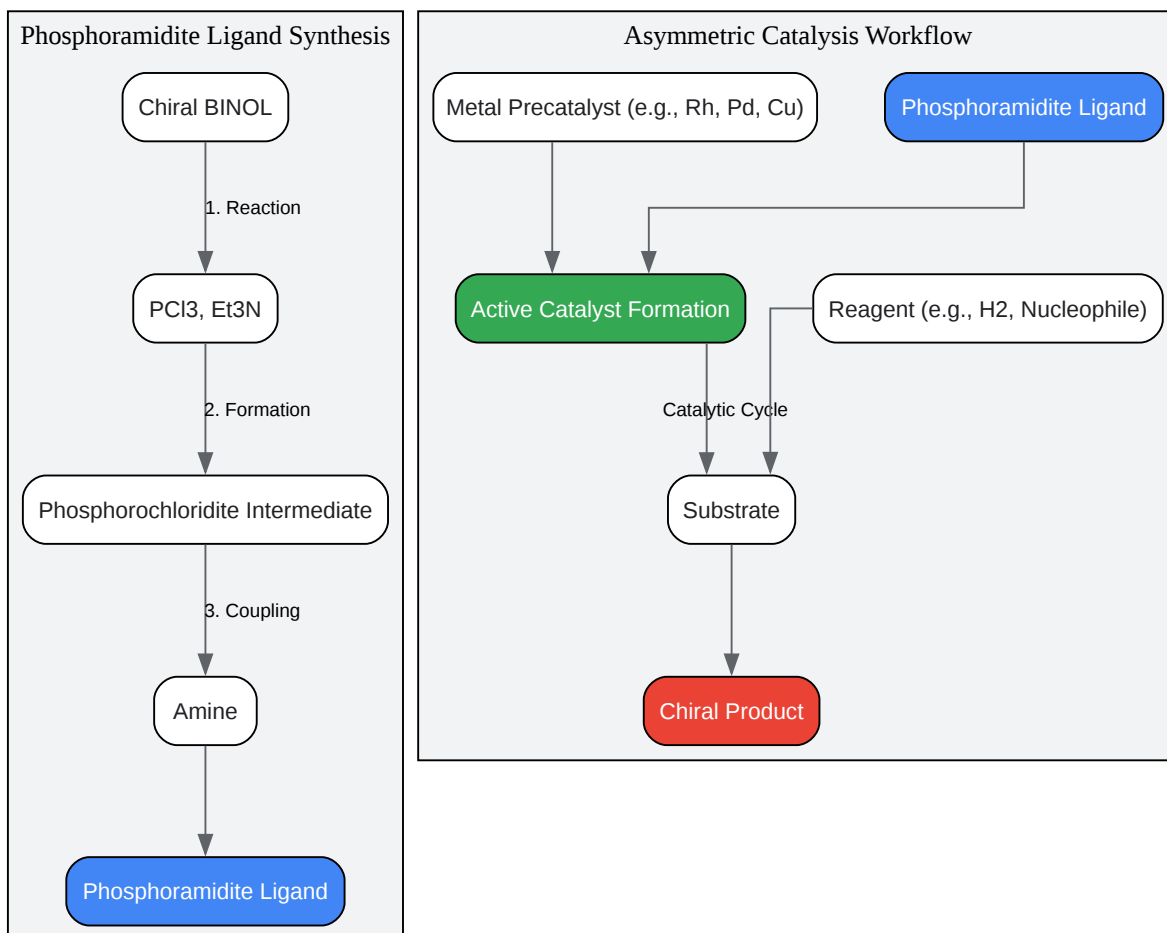 Phosphoramidite Ligand Synthesis
Chiral BINOL
1. Reaction
PCl3, Et3N
2. Formation
Phosphorochloridite Intermediate
3. Coupling
Amine
Phosphoramidite Ligand
Asymmetric Catalysis Workflow
Metal Precatalyst (e.g., Rh, Pd, Cu)
Phosphoramidite Ligand
Active Catalyst Formation
Reagent (e.g., H2, Nucleophile)
Catalytic Cycle
Substrate
Chiral Product